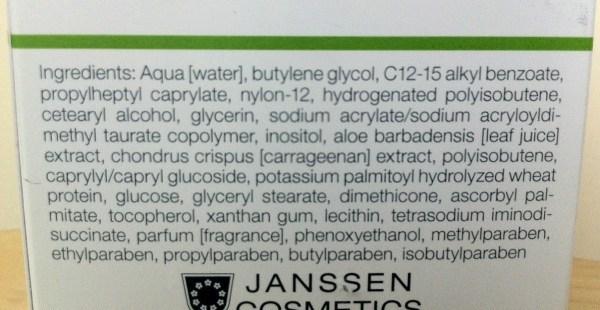 Ingredients: Aqua [water], butylene glycol, C12-15 alkyl benzoate,
propylheptyl caprylate, nylon-12, hydrogenated polyisobutene,
cetearyl alcohol, glycerin, sodium acrylate/sodium acryloyldi-
methyl taurate copolymer, inositol, aloe barbadensis [leaf juice]
extract, chondrus crispus [carrageenan] extract, polyisobutene,
caprylyl/capryl glucoside, potassium palmitoyl hydrolyzed wheat
protein, glucose, glyceryl stearate, dimethicone, ascorbyl pal-
mitate, tocopherol, xanthan gum, lecithin, tetrasodium iminodi-
succinate, parfum [fragrance], phenoxyethanol, methylparaben,
ethylparaben, propylparaben, butylparaben, isobutylparaben
JANSSEN
COSMETICS